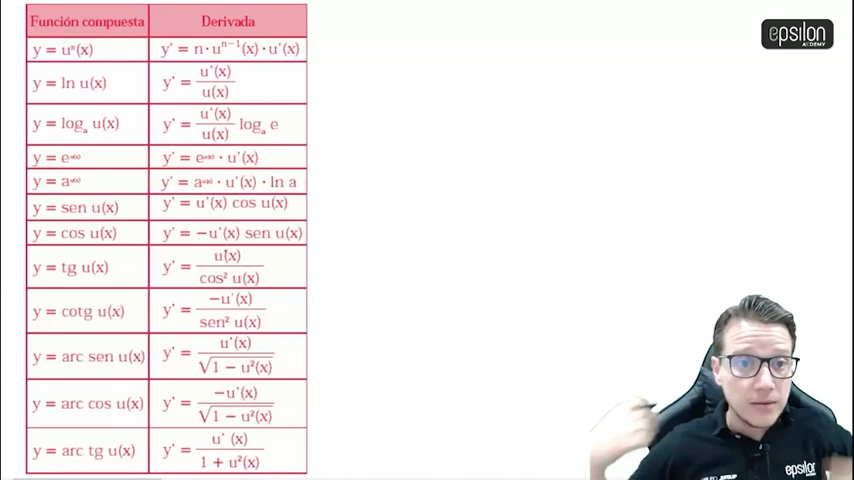 Función compuesta Derivada
y = uⁿ(x) y' = n·uⁿ⁻¹(x)·u'(x)
y = ln u(x) y' = u'(x) / u(x)
y = logₐ u(x) y' = u'(x) / u(x) logₐ e
y = e^u(x) y' = e^u(x) · u'(x)
y = a^u(x) y' = a^u(x) · u'(x) · ln a
y = sen u(x) y' = u'(x) cos u(x)
y = cos u(x) y' = −u'(x) sen u(x)
y = tg u(x) y' = u'(x) / cos² u(x)
y = cotg u(x) y' = −u'(x) / sen² u(x)
y = arc sen u(x) y' = u'(x) / √(1 − u²(x))
y = arc cos u(x) y' = −u'(x) / √(1 − u²(x))
y = arc tg u(x) y' = u' (x) / 1 + u²(x)
epsilon
ACADEMY
epsilon